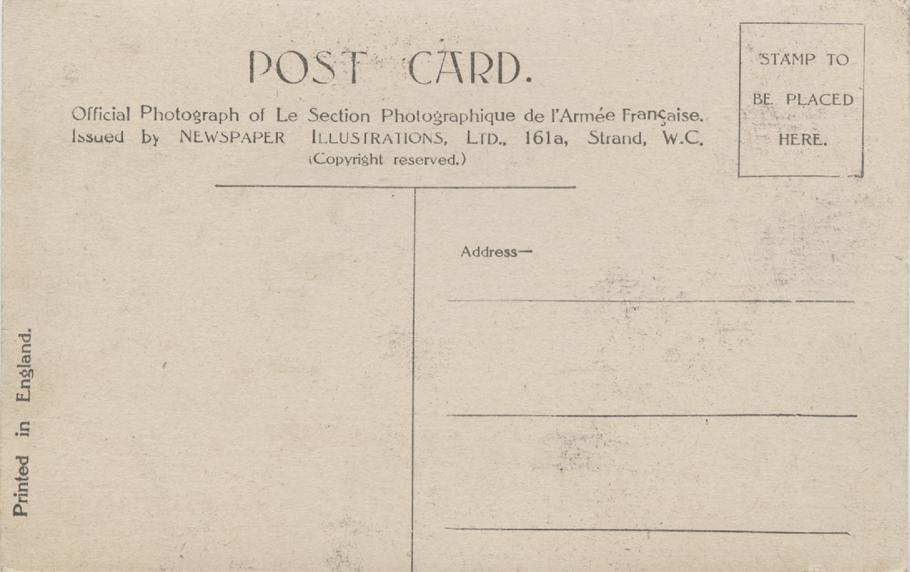 POST CARD.
Official Photograph of Le Section Photographique de l'Armée Française.
Issued by NEWSPAPER ILLUSTRATIONS, LTD., 161a, Strand, W.C.
(Copyright reserved.)
STAMP TO
BE PLACED
HERE.
Address—
Printed in England.